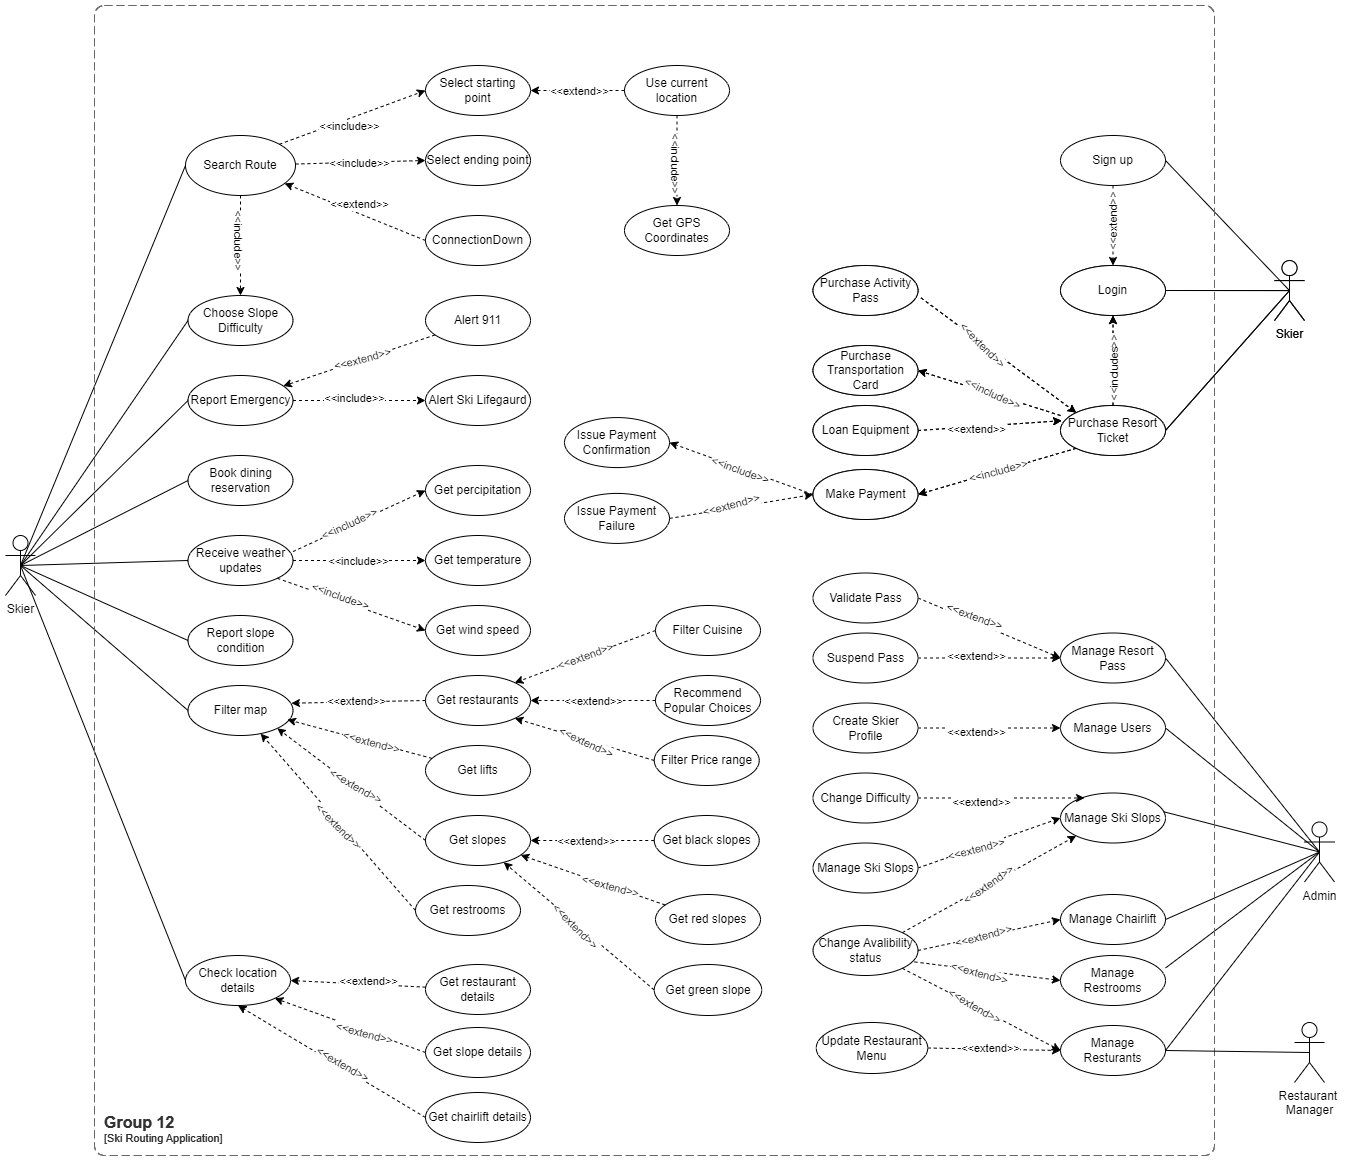 Select starting
point
<<extend>>
Use current
location
<<include>>
Search Route
<<include>>
Select ending point
<<include>>
Sign up
<<extend>>
<<include>>
<<extend>>
ConnectionDown
Get GPS
Coordinates
Choose Slope
Difficulty
Alert 911
<<extend>>
Purchase Activity
Pass
Login
Skier
<<extend>>
<<includes>>
Report Emergency
<<include>>
Alert Ski Lifegaurd
Purchase
Transportation
Card
<<include>>
Loan Equipment
<<extend>>
Purchase Resort
Ticket
Issue Payment
Confirmation
<<include>>
<<include>>
Book dining
reservation
Get percipitation
<<include>>
Make Payment
Issue Payment
Failure
<<extend>>
Receive weather
updates
<<include>>
Get temperature
<<include>>
Skier
Get wind speed
Report slope
condition
Filter Cuisine
<<extend>>
Validate Pass
<<extend>>
Suspend Pass
<<extend>>
Manage Resort
Pass
Filter map
<<extend>>
Get restaurants
<<extend>>
Recommend
Popular Choices
<<extend>>
Filter Price range
Create Skier
Profile
<<extend>>
Manage Users
<<extend>>
Get lifts
<<extend>>
<<extend>>
Change Difficulty
<<extend>>
Manage Ski Slops
Get slopes
<<extend>>
Get black slopes
Manage Ski Slops
<<extend>>
<<extend>>
Get red slopes
<<extend>>
Get restrooms
<<extend>>
Admin
Change Avalibility
status
<<extend>>
Manage Chairlift
<<extend>>
Manage
Restrooms
<<extend>>
Get green slope
Check location
details
<<extend>>
Get restaurant
details
<<extend>>
Get slope details
<<extend>>
Get chairlift details
Update Restaurant
Menu
<<extend>>
Manage
Resturants
Restaurant
Manager
Group 12
[Ski Routing Application]